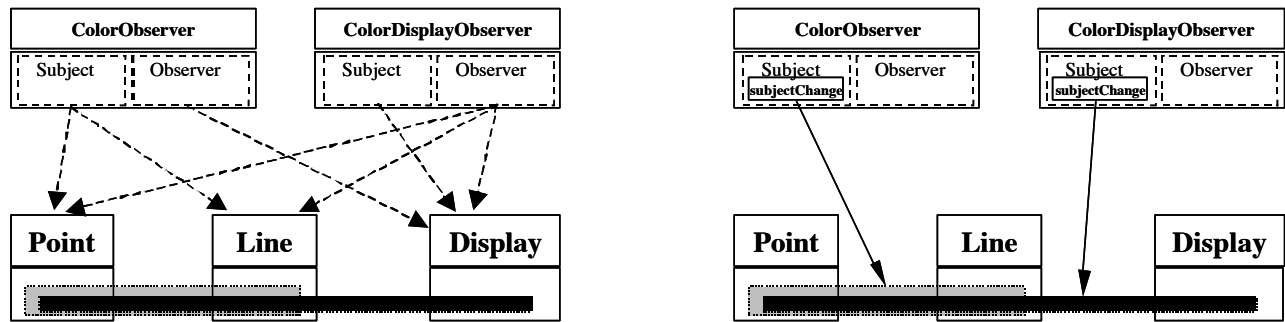 ColorObserver
ColorDisplayObserver
Subject
Observer
Subject
Observer
Point
Line
Display
ColorObserver
ColorDisplayObserver
Subject
subjectChange
Observer
Subject
subjectChange
Observer
Point
Line
Display